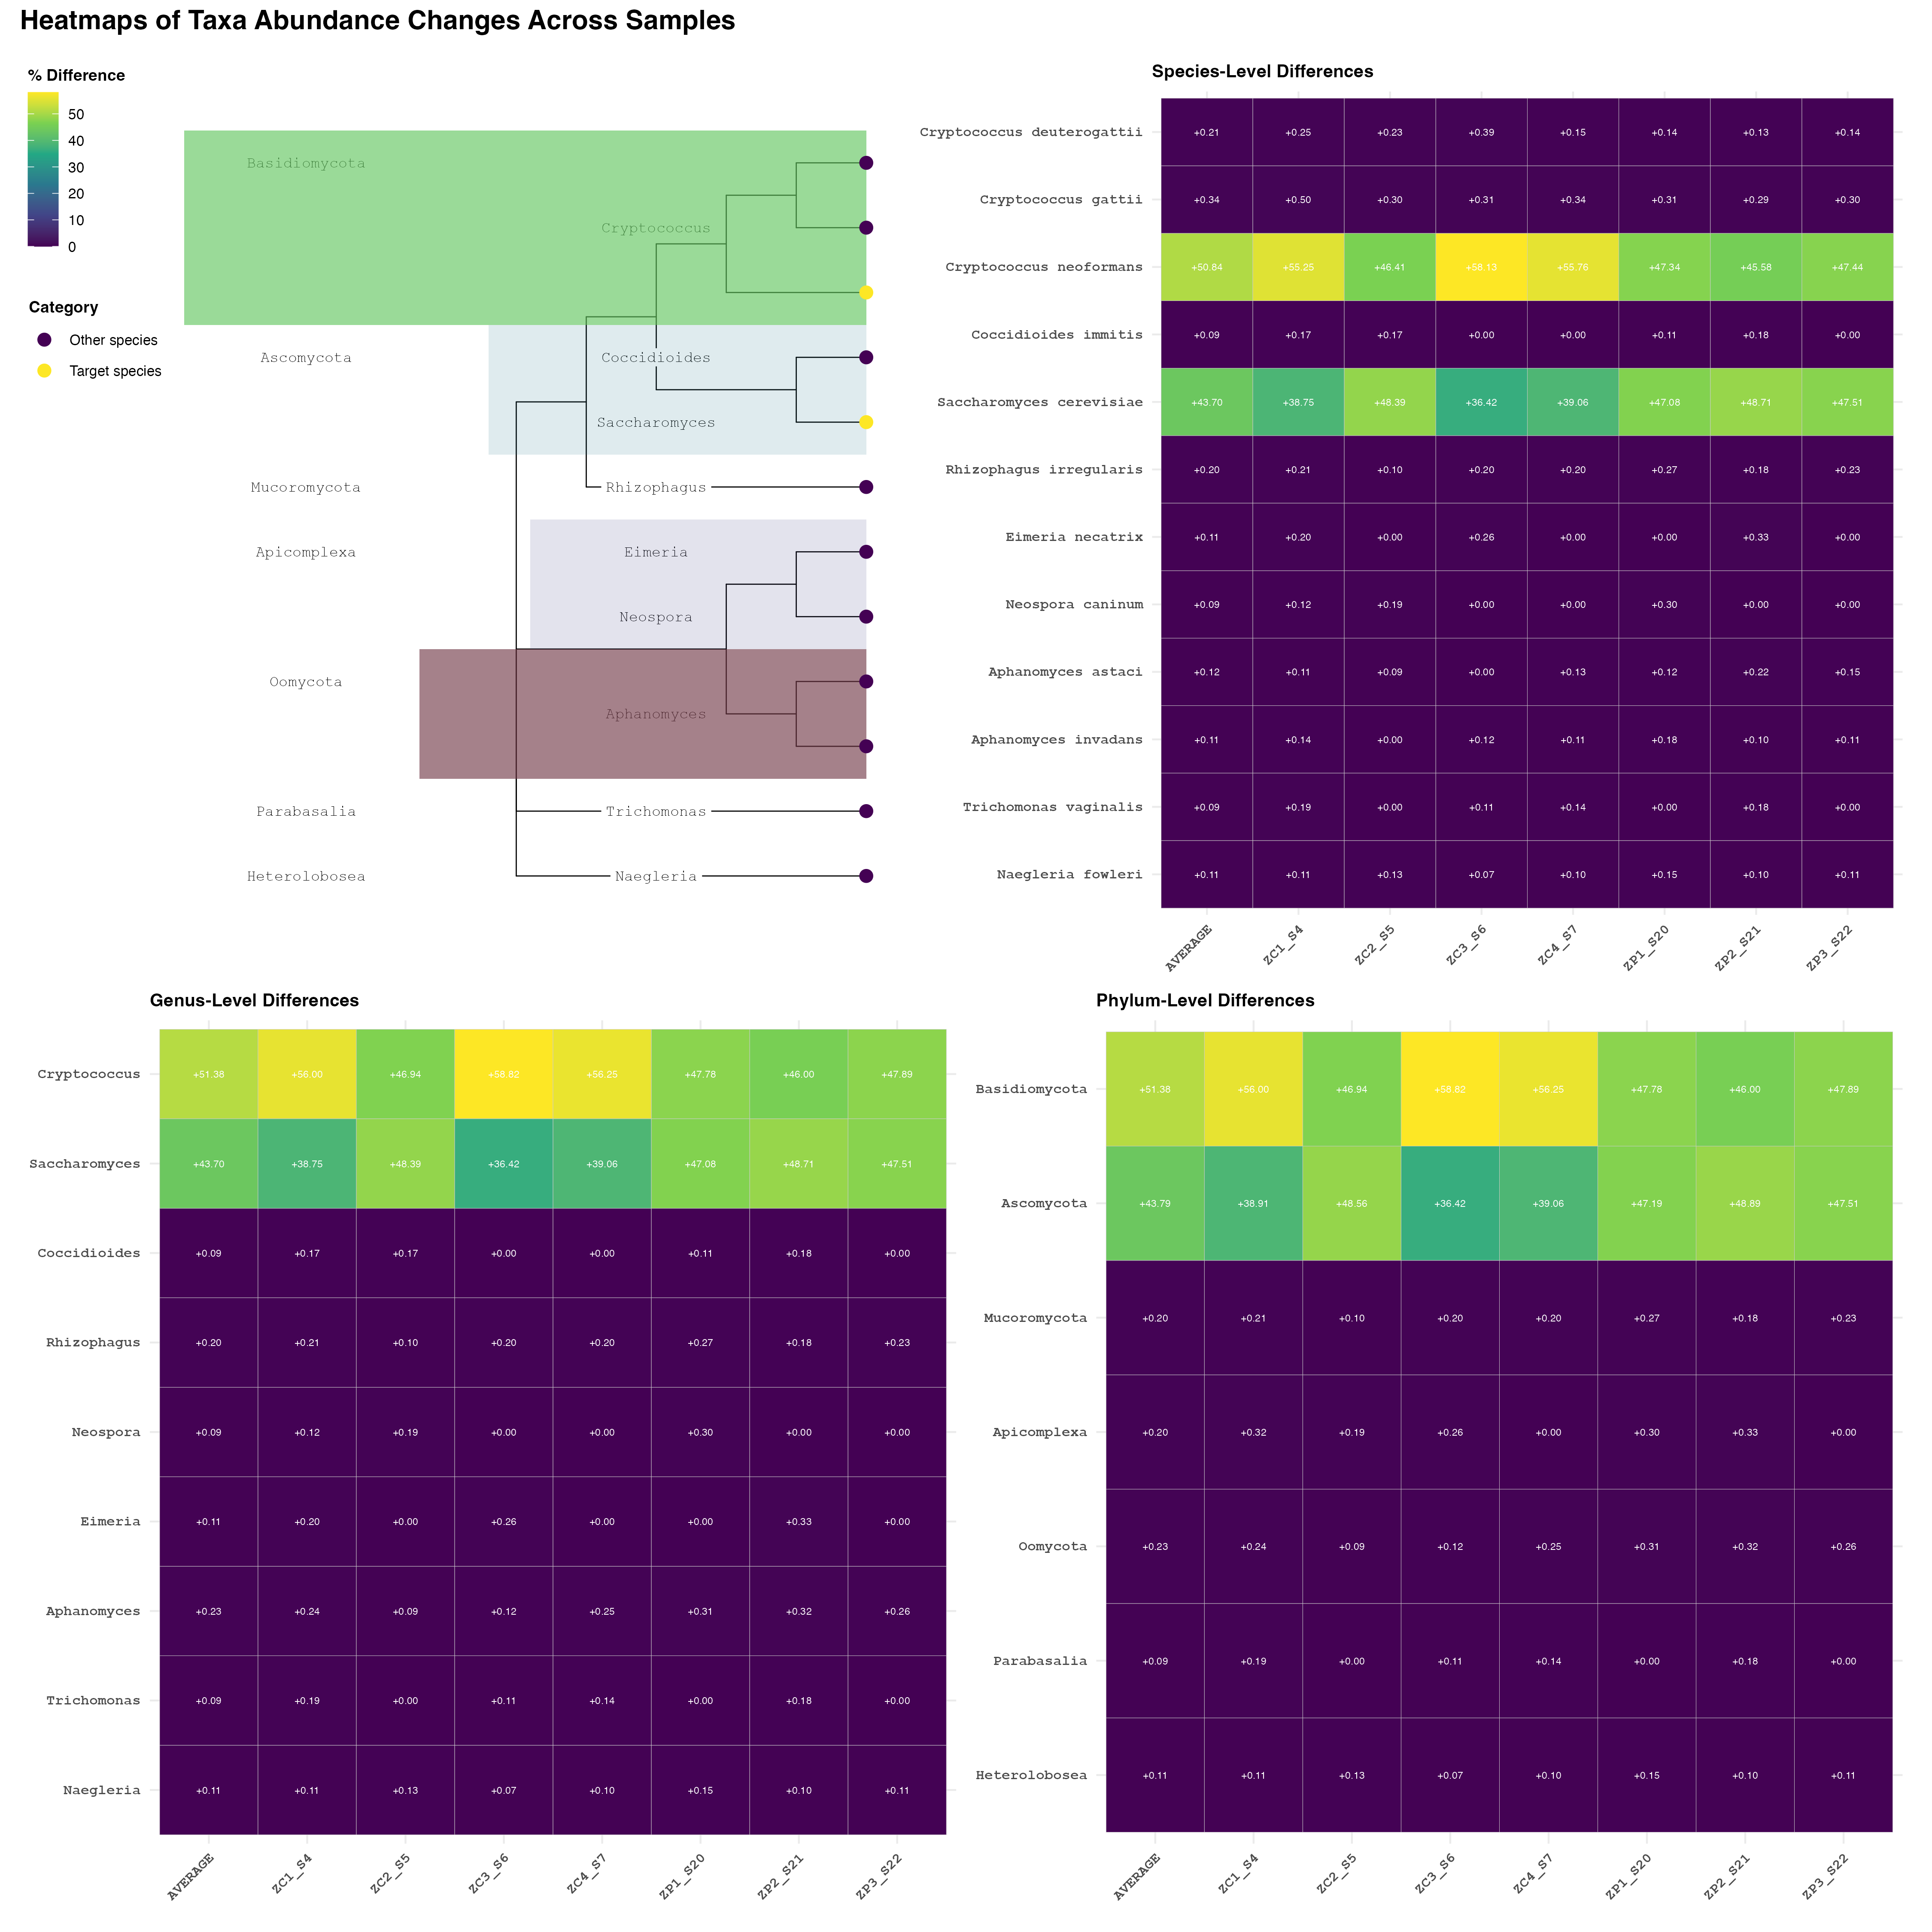 Heatmaps of Taxa Abundance Changes Across Samples
% Difference
50
40
30
20
10
0
Category
Other species
Target species
Basidiomycota
Cryptococcus
Ascomycota
Coccidioides
Saccharomyces
Mucoromycota
Rhizophagus
Apicomplexa
Eimeria
Neospora
Oomycota
Aphanomyces
Parabasalia
Trichomonas
Heterolobosea
Naegleria
Species-Level Differences
Cryptococcus deuterogattii +0.21 +0.25 +0.23 +0.39 +0.15 +0.14 +0.13 +0.14
Cryptococcus gattii +0.34 +0.50 +0.30 +0.31 +0.34 +0.31 +0.29 +0.30
Cryptococcus neoformans +50.84 +55.25 +46.41 +58.13 +55.76 +47.34 +45.58 +47.44
Coccidioides immitis +0.09 +0.17 +0.17 +0.00 +0.00 +0.11 +0.18 +0.00
Saccharomyces cerevisiae +43.70 +38.75 +48.39 +36.42 +39.06 +47.08 +48.71 +47.51
Rhizophagus irregularis +0.20 +0.21 +0.10 +0.20 +0.20 +0.27 +0.18 +0.23
Eimeria necatrix +0.11 +0.20 +0.00 +0.26 +0.00 +0.00 +0.33 +0.00
Neospora caninum +0.09 +0.12 +0.19 +0.00 +0.00 +0.30 +0.00 +0.00
Aphanomyces astaci +0.12 +0.11 +0.09 +0.00 +0.13 +0.12 +0.22 +0.15
Aphanomyces invadans +0.11 +0.14 +0.00 +0.12 +0.11 +0.18 +0.10 +0.11
Trichomonas vaginalis +0.09 +0.19 +0.00 +0.11 +0.14 +0.00 +0.18 +0.00
Naegleria fowleri +0.11 +0.11 +0.13 +0.07 +0.10 +0.15 +0.10 +0.11
AVERAGE ZC1_S4 ZC2_S5 ZC3_S6 ZC4_S7 ZP1_S20 ZP2_S21 ZP3_S22
Genus-Level Differences
Cryptococcus +51.38 +56.00 +46.94 +56.82 +56.25 +47.78 +46.00 +47.89
Saccharomyces +43.70 +38.75 +48.39 +36.42 +39.06 +47.08 +48.71 +47.51
Coccidioides +0.09 +0.17 +0.17 +0.00 +0.00 +0.11 +0.18 +0.00
Rhizophagus +0.20 +0.21 +0.10 +0.20 +0.20 +0.27 +0.18 +0.23
Neospora +0.09 +0.12 +0.19 +0.00 +0.00 +0.30 +0.00 +0.00
Eimeria +0.11 +0.20 +0.00 +0.26 +0.00 +0.00 +0.33 +0.00
Aphanomyces +0.23 +0.24 +0.09 +0.12 +0.25 +0.31 +0.32 +0.26
Trichomonas +0.09 +0.19 +0.00 +0.11 +0.14 +0.00 +0.18 +0.00
Naegleria +0.11 +0.11 +0.13 +0.07 +0.10 +0.15 +0.10 +0.11
AVERAGE ZC1_S4 ZC2_S5 ZC3_S6 ZC4_S7 ZP1_S20 ZP2_S21 ZP3_S22
Phylum-Level Differences
Basidiomycota +51.38 +56.00 +46.94 +58.82 +56.25 +47.78 +46.00 +47.89
Ascomycota +43.79 +38.91 +48.56 +36.42 +39.06 +47.19 +48.89 +47.51
Mucoromycota +0.20 +0.21 +0.10 +0.20 +0.20 +0.27 +0.18 +0.23
Apicomplexa +0.20 +0.32 +0.19 +0.26 +0.00 +0.30 +0.33 +0.00
Oomycota +0.23 +0.24 +0.09 +0.12 +0.25 +0.31 +0.32 +0.26
Parabasalia +0.09 +0.19 +0.00 +0.11 +0.14 +0.00 +0.18 +0.00
Heterolobosea +0.11 +0.11 +0.13 +0.07 +0.10 +0.15 +0.10 +0.11
AVERAGE ZC1_S4 ZC2_S5 ZC3_S6 ZC4_S7 ZP1_S20 ZP2_S21 ZP3_S22